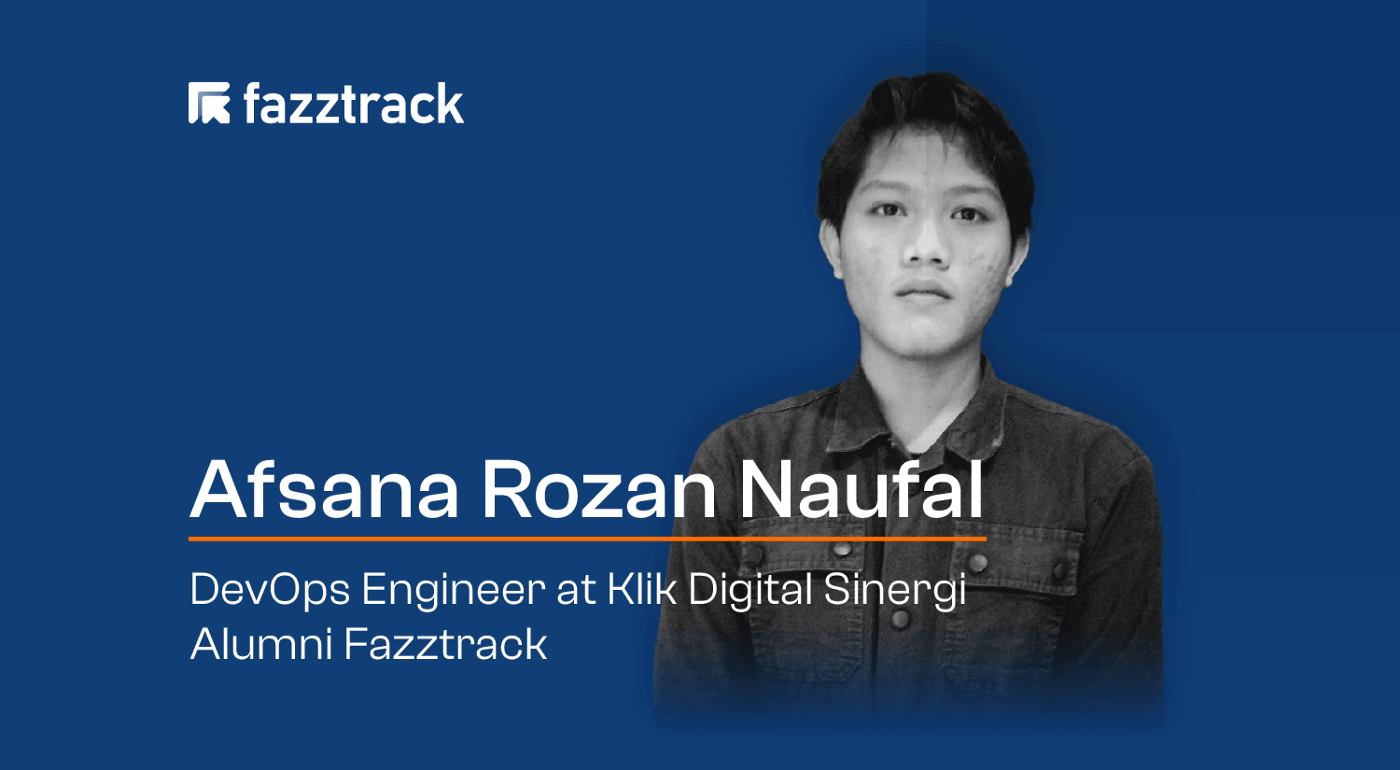 fazztrack
Afsana Rozan Naufal
DevOps Engineer at Klik Digital Sinergi
Alumni Fazztrack